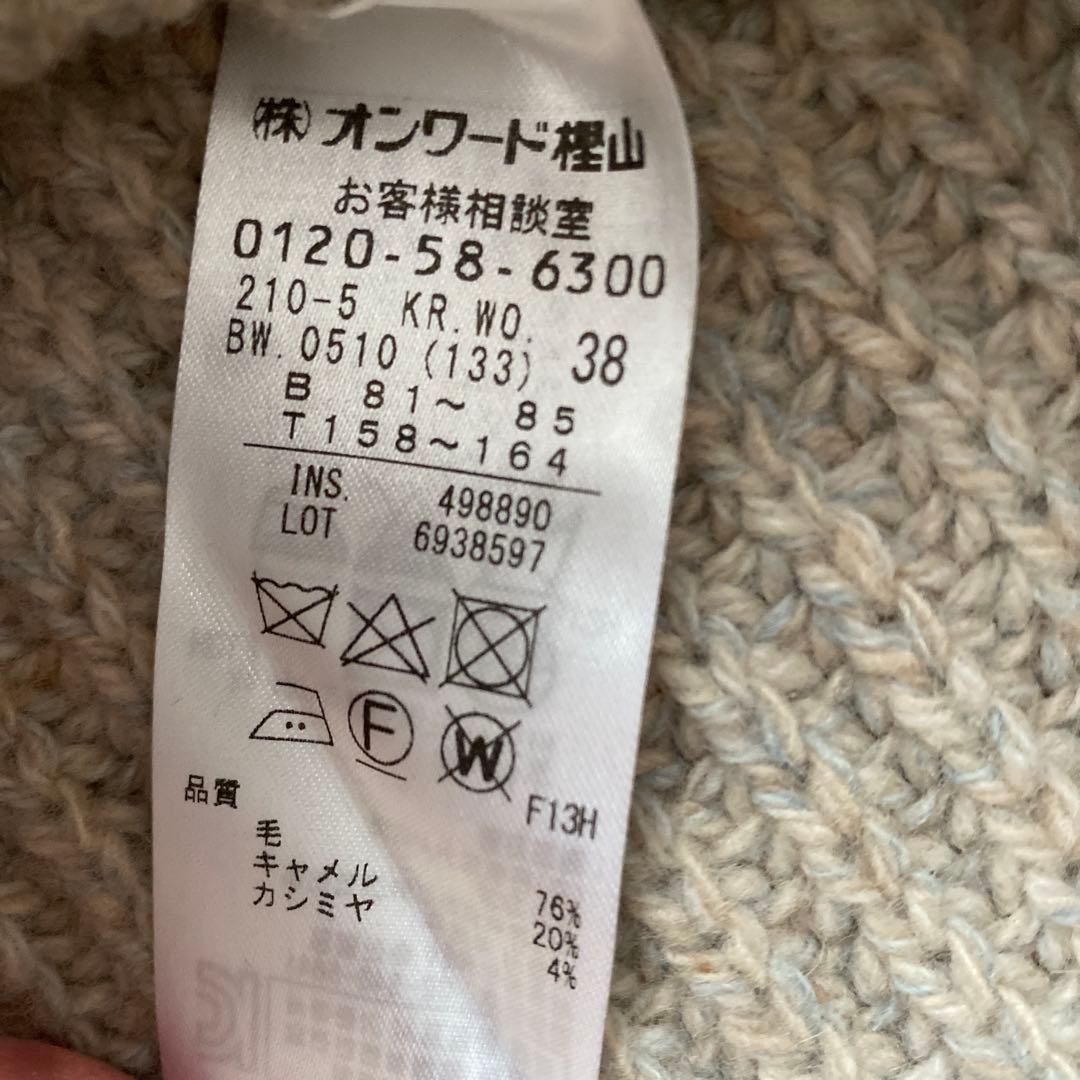 ㈱オンワード樫山
お客様相談室
0120-58-6300
210-5 KR.WO.
BW.0510 (133) 38
B 81～ 85
T158～164
INS. 498890
LOT 6938597
F
W
F13H
品質
毛 76%
キャメル 20%
カシミヤ 4%